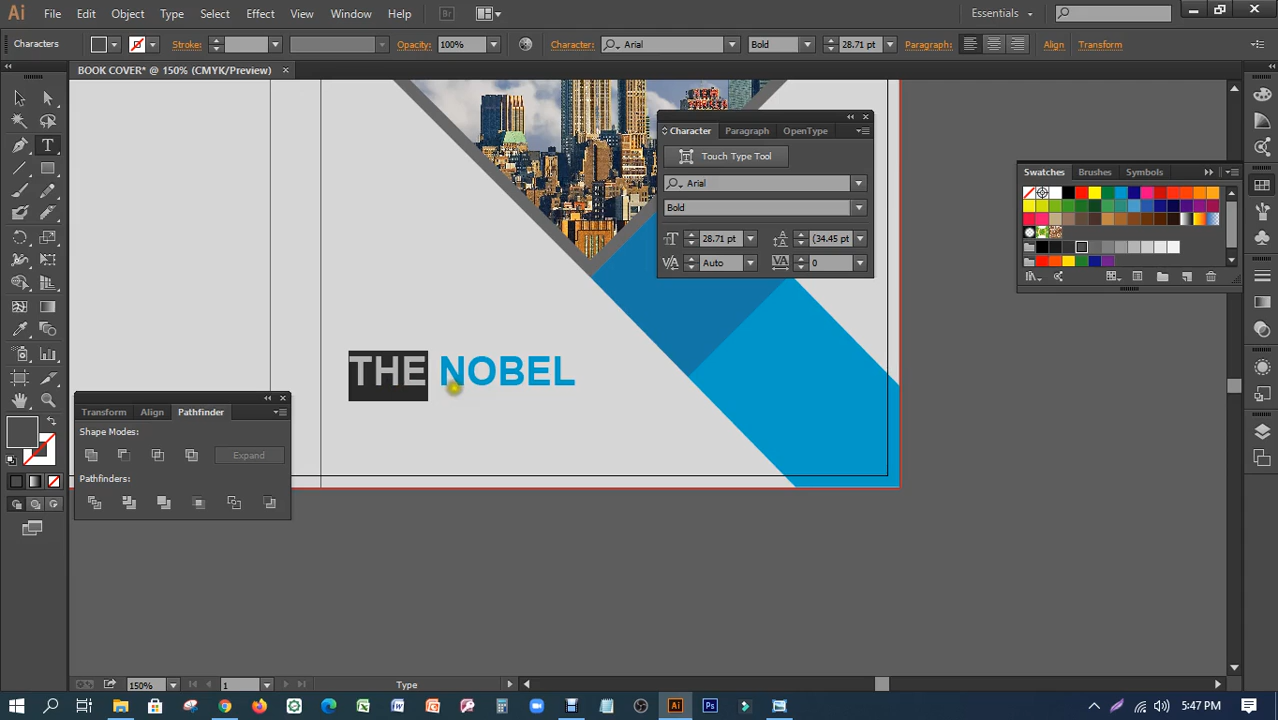 Ai File Edit Object Type Select Effect View Window Help Br Essentials
Characters Stroke: Opacity: 100% Character: Arial Bold 28.71 pt Paragraph: Align Transform
BOOK COVER* @ 150% (CMYK/Preview) ×
Character Paragraph OpenType
Touch Type Tool
Arial
Bold
28.71 pt (34.45 pt
Auto 0
Swatches Brushes Symbols
THE NOBEL
Transform Align Pathfinder
Shape Modes:
Expand
Pathfinders:
150% 1 Type
Ai Ps 5:47 PM